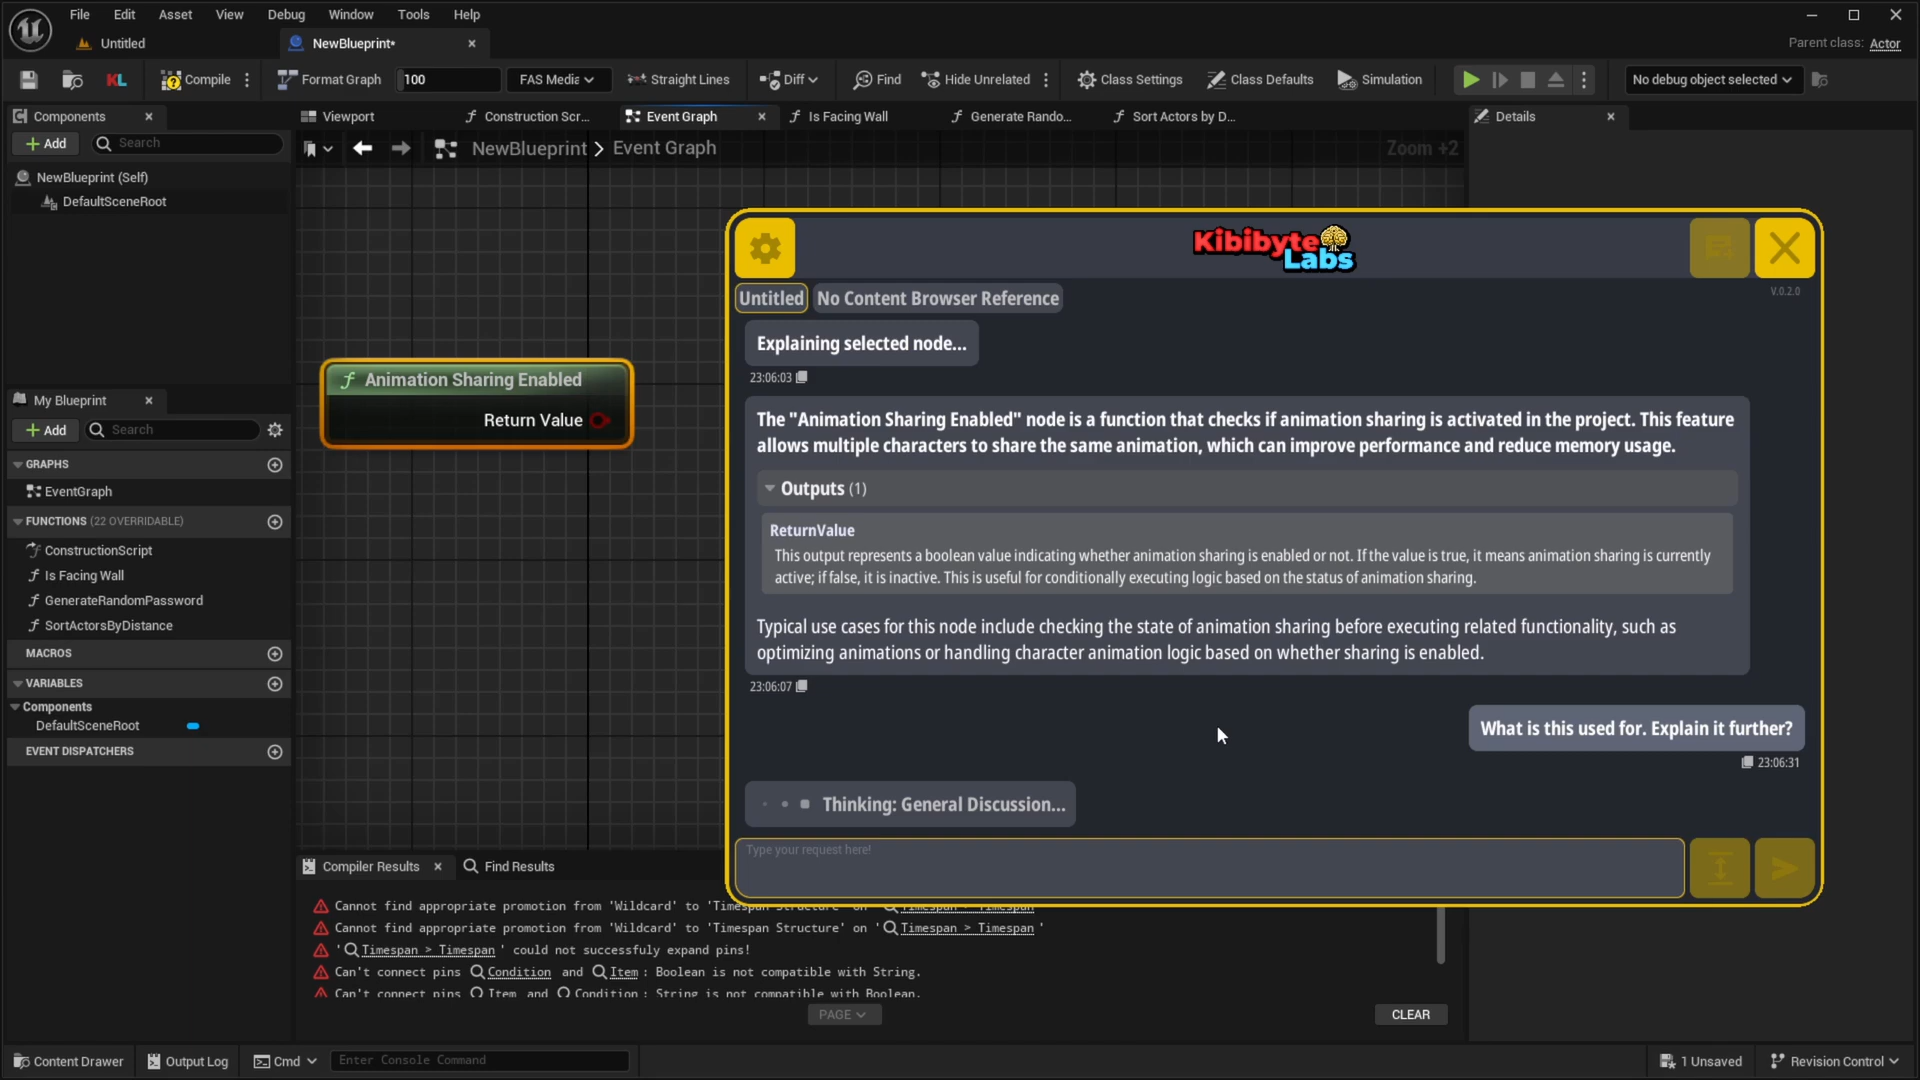 File Edit Asset View Debug Window Tools Help
Untitled
NewBlueprint*
Parent class: Actor
KL
Compile
Format Graph
100
FAS Media
Straight Lines
Diff
Find
Hide Unrelated
Class Settings
Class Defaults
Simulation
No debug object selected
Components
Viewport
Construction Scr...
Event Graph
Is Facing Wall
Generate Rando...
Sort Actors by D...
Details
Add
Search
NewBlueprint > Event Graph
Zoom +2
NewBlueprint (Self)
DefaultSceneRoot
Kibibyte
Labs
V.0.2.0
Untitled
No Content Browser Reference
Explaining selected node...
23:06:03
Animation Sharing Enabled
Return Value
My Blueprint
Add
Search
GRAPHS
EventGraph
FUNCTIONS (22 OVERRIDABLE)
ConstructionScript
Is Facing Wall
GenerateRandomPassword
SortActorsByDistance
MACROS
VARIABLES
Components
DefaultSceneRoot
EVENT DISPATCHERS
The "Animation Sharing Enabled" node is a function that checks if animation sharing is activated in the project. This feature
allows multiple characters to share the same animation, which can improve performance and reduce memory usage.
Outputs (1)
ReturnValue
This output represents a boolean value indicating whether animation sharing is enabled or not. If the value is true, it means animation sharing is currently
active; if false, it is inactive. This is useful for conditionally executing logic based on the status of animation sharing.
Typical use cases for this node include checking the state of animation sharing before executing related functionality, such as
optimizing animations or handling character animation logic based on whether sharing is enabled.
23:06:07
What is this used for. Explain it further?
23:06:31
Thinking: General Discussion...
Type your request here!
Compiler Results
Find Results
Cannot find appropriate promotion from 'Wildcard' to 'Timespan Structure' on ' Timespan > Timespan
Cannot find appropriate promotion from 'Wildcard' to 'Timespan Structure' on ' Timespan > Timespan '
' Timespan > Timespan ' could not successfuly expand pins!
Can't connect pins Condition and Item : Boolean is not compatible with String.
Can't connect pins Item and Condition : String is not compatible with Boolean.
PAGE
CLEAR
Content Drawer
Output Log
Cmd
Enter Console Command
1 Unsaved
Revision Control